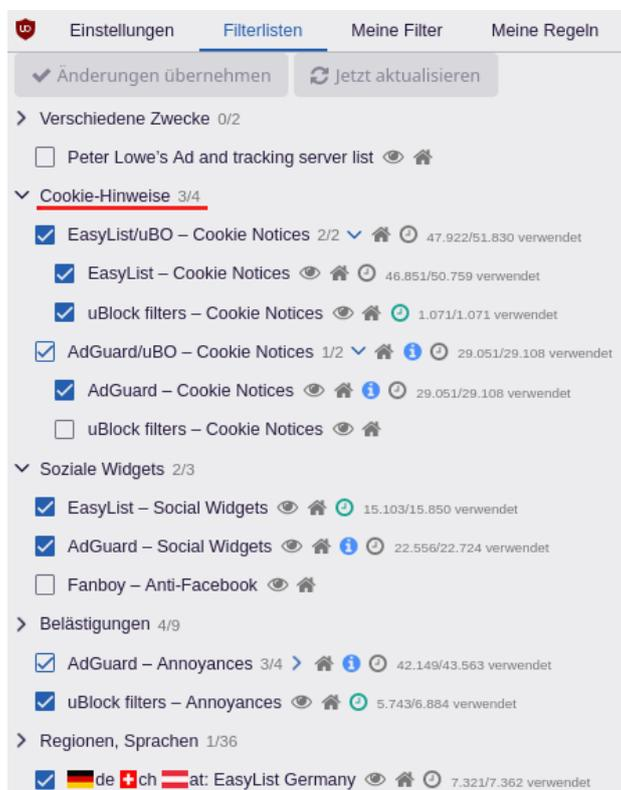 Einstellungen Filterlisten Meine Filter Meine Regeln
Änderungen übernehmen Jetzt aktualisieren
Verschiedene Zwecke 0/2
Peter Lowe’s Ad and tracking server list
Cookie-Hinweise 3/4
EasyList/uBO – Cookie Notices 2/2 47.922/51.830 verwendet
EasyList – Cookie Notices 46.851/50.759 verwendet
uBlock filters – Cookie Notices 1.071/1.071 verwendet
AdGuard/uBO – Cookie Notices 1/2 29.051/29.108 verwendet
AdGuard – Cookie Notices 29.051/29.108 verwendet
uBlock filters – Cookie Notices
Soziale Widgets 2/3
EasyList – Social Widgets 15.103/15.850 verwendet
AdGuard – Social Widgets 22.556/22.724 verwendet
Fanboy – Anti-Facebook
Belästigungen 4/9
AdGuard – Annoyances 3/4 42.149/43.563 verwendet
uBlock filters – Annoyances 5.743/6.884 verwendet
Regionen, Sprachen 1/36
de ch at: EasyList Germany 7.321/7.362 verwendet